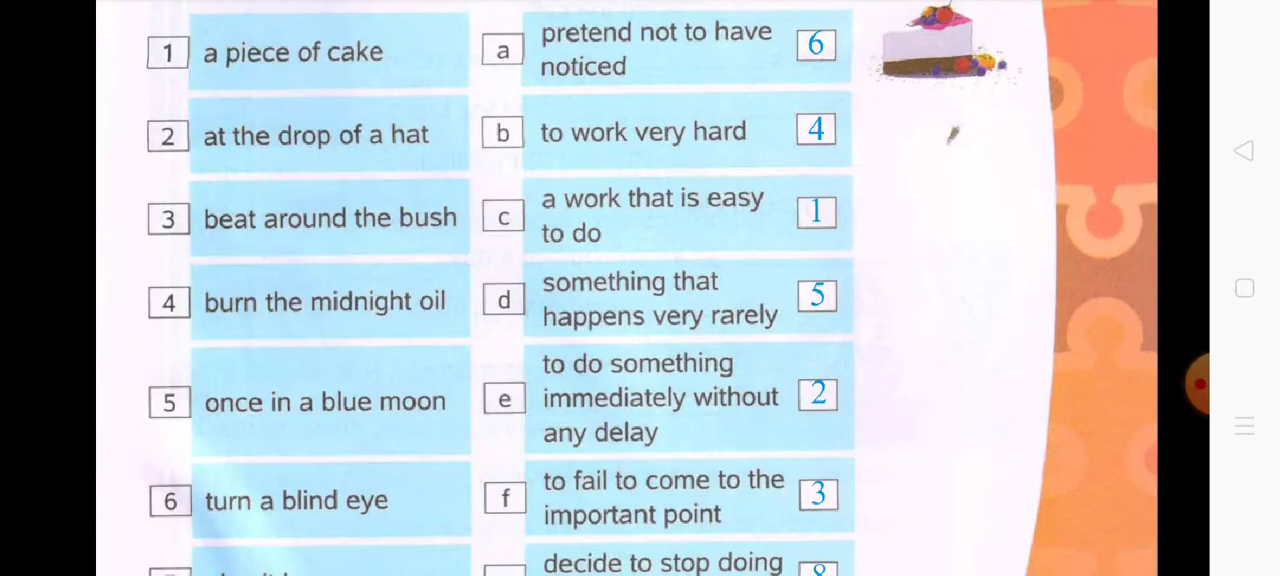 1 a piece of cake a pretend not to have
noticed 6
2 at the drop of a hat b to work very hard 4
3 beat around the bush c a work that is easy
to do 1
4 burn the midnight oil d something that
happens very rarely 5
5 once in a blue moon e to do something
immediately without
any delay 2
6 turn a blind eye f to fail to come to the
important point 3
decide to stop doing 8